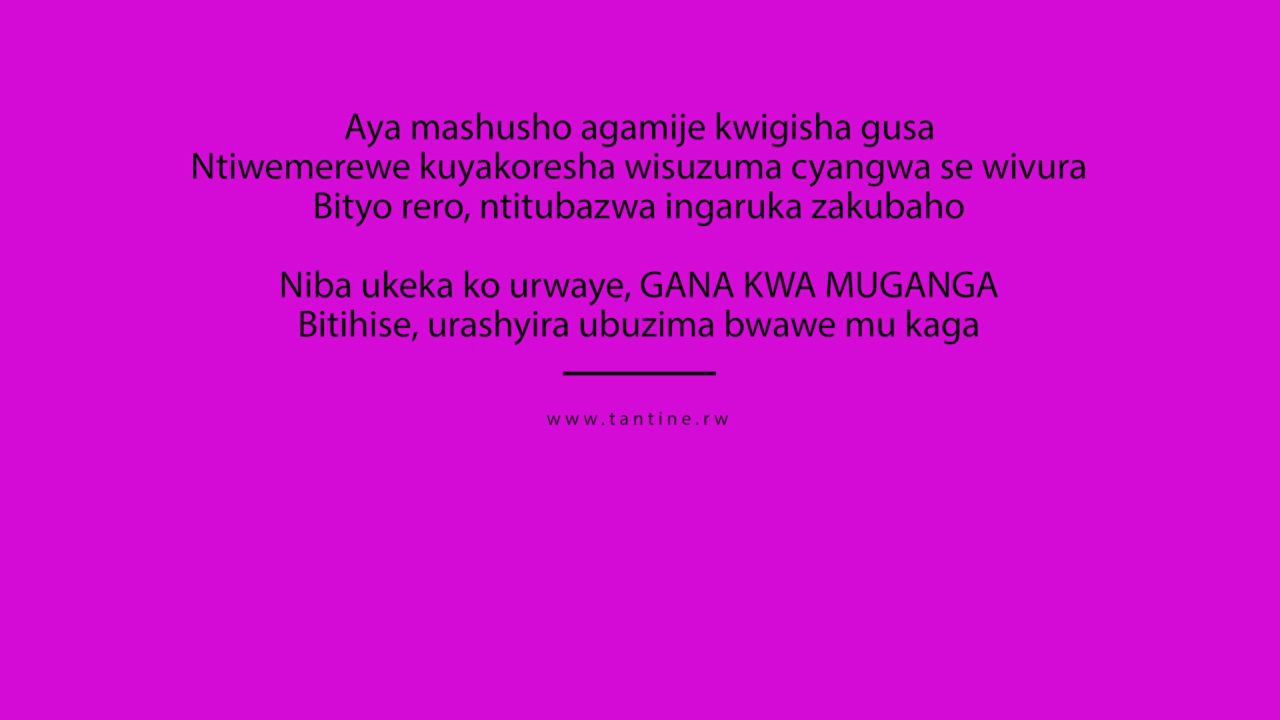 Aya mashusho agamije kwigisha gusa
Ntiwemerewe kuyakoresha wisuzuma cyangwa se wivura
Bityo rero, ntitubazwa ingaruka zakubaho
Niba ukeka ko urwaye, GANA KWA MUGANGA
Bitihise, urashyira ubuzima bwawe mu kaga
www.tantine.rw